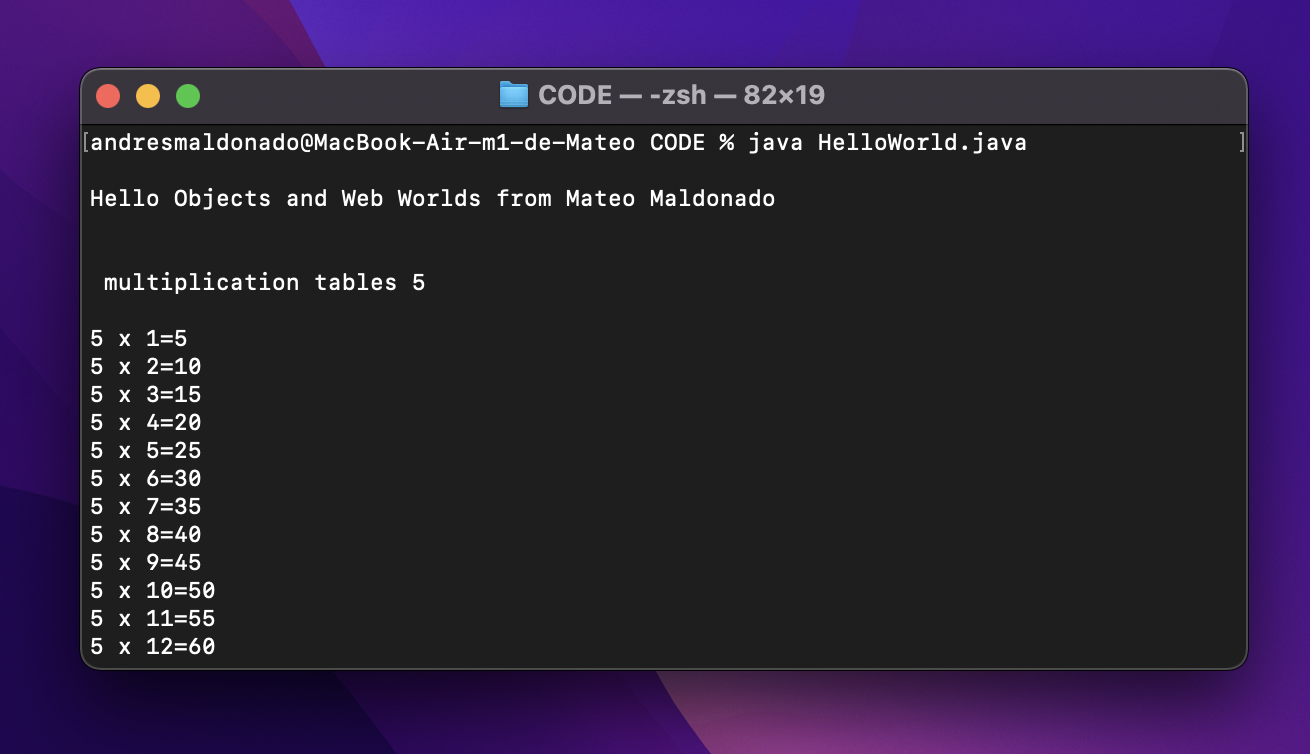 CODE — -zsh — 82×19
[andresmaldonado@MacBook-Air-m1-de-Mateo CODE % java HelloWorld.java ]
Hello Objects and Web Worlds from Mateo Maldonado
multiplication tables 5
5 x 1=5
5 x 2=10
5 x 3=15
5 x 4=20
5 x 5=25
5 x 6=30
5 x 7=35
5 x 8=40
5 x 9=45
5 x 10=50
5 x 11=55
5 x 12=60